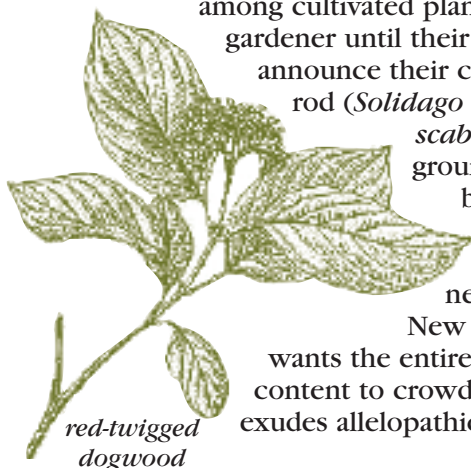 among cultivated plan
gardener until their
announce their c
rod (Solidago
scab
grou
b
ne
New
wants the entire
content to crowd
exudes allelopathic
red-twigged
dogwood